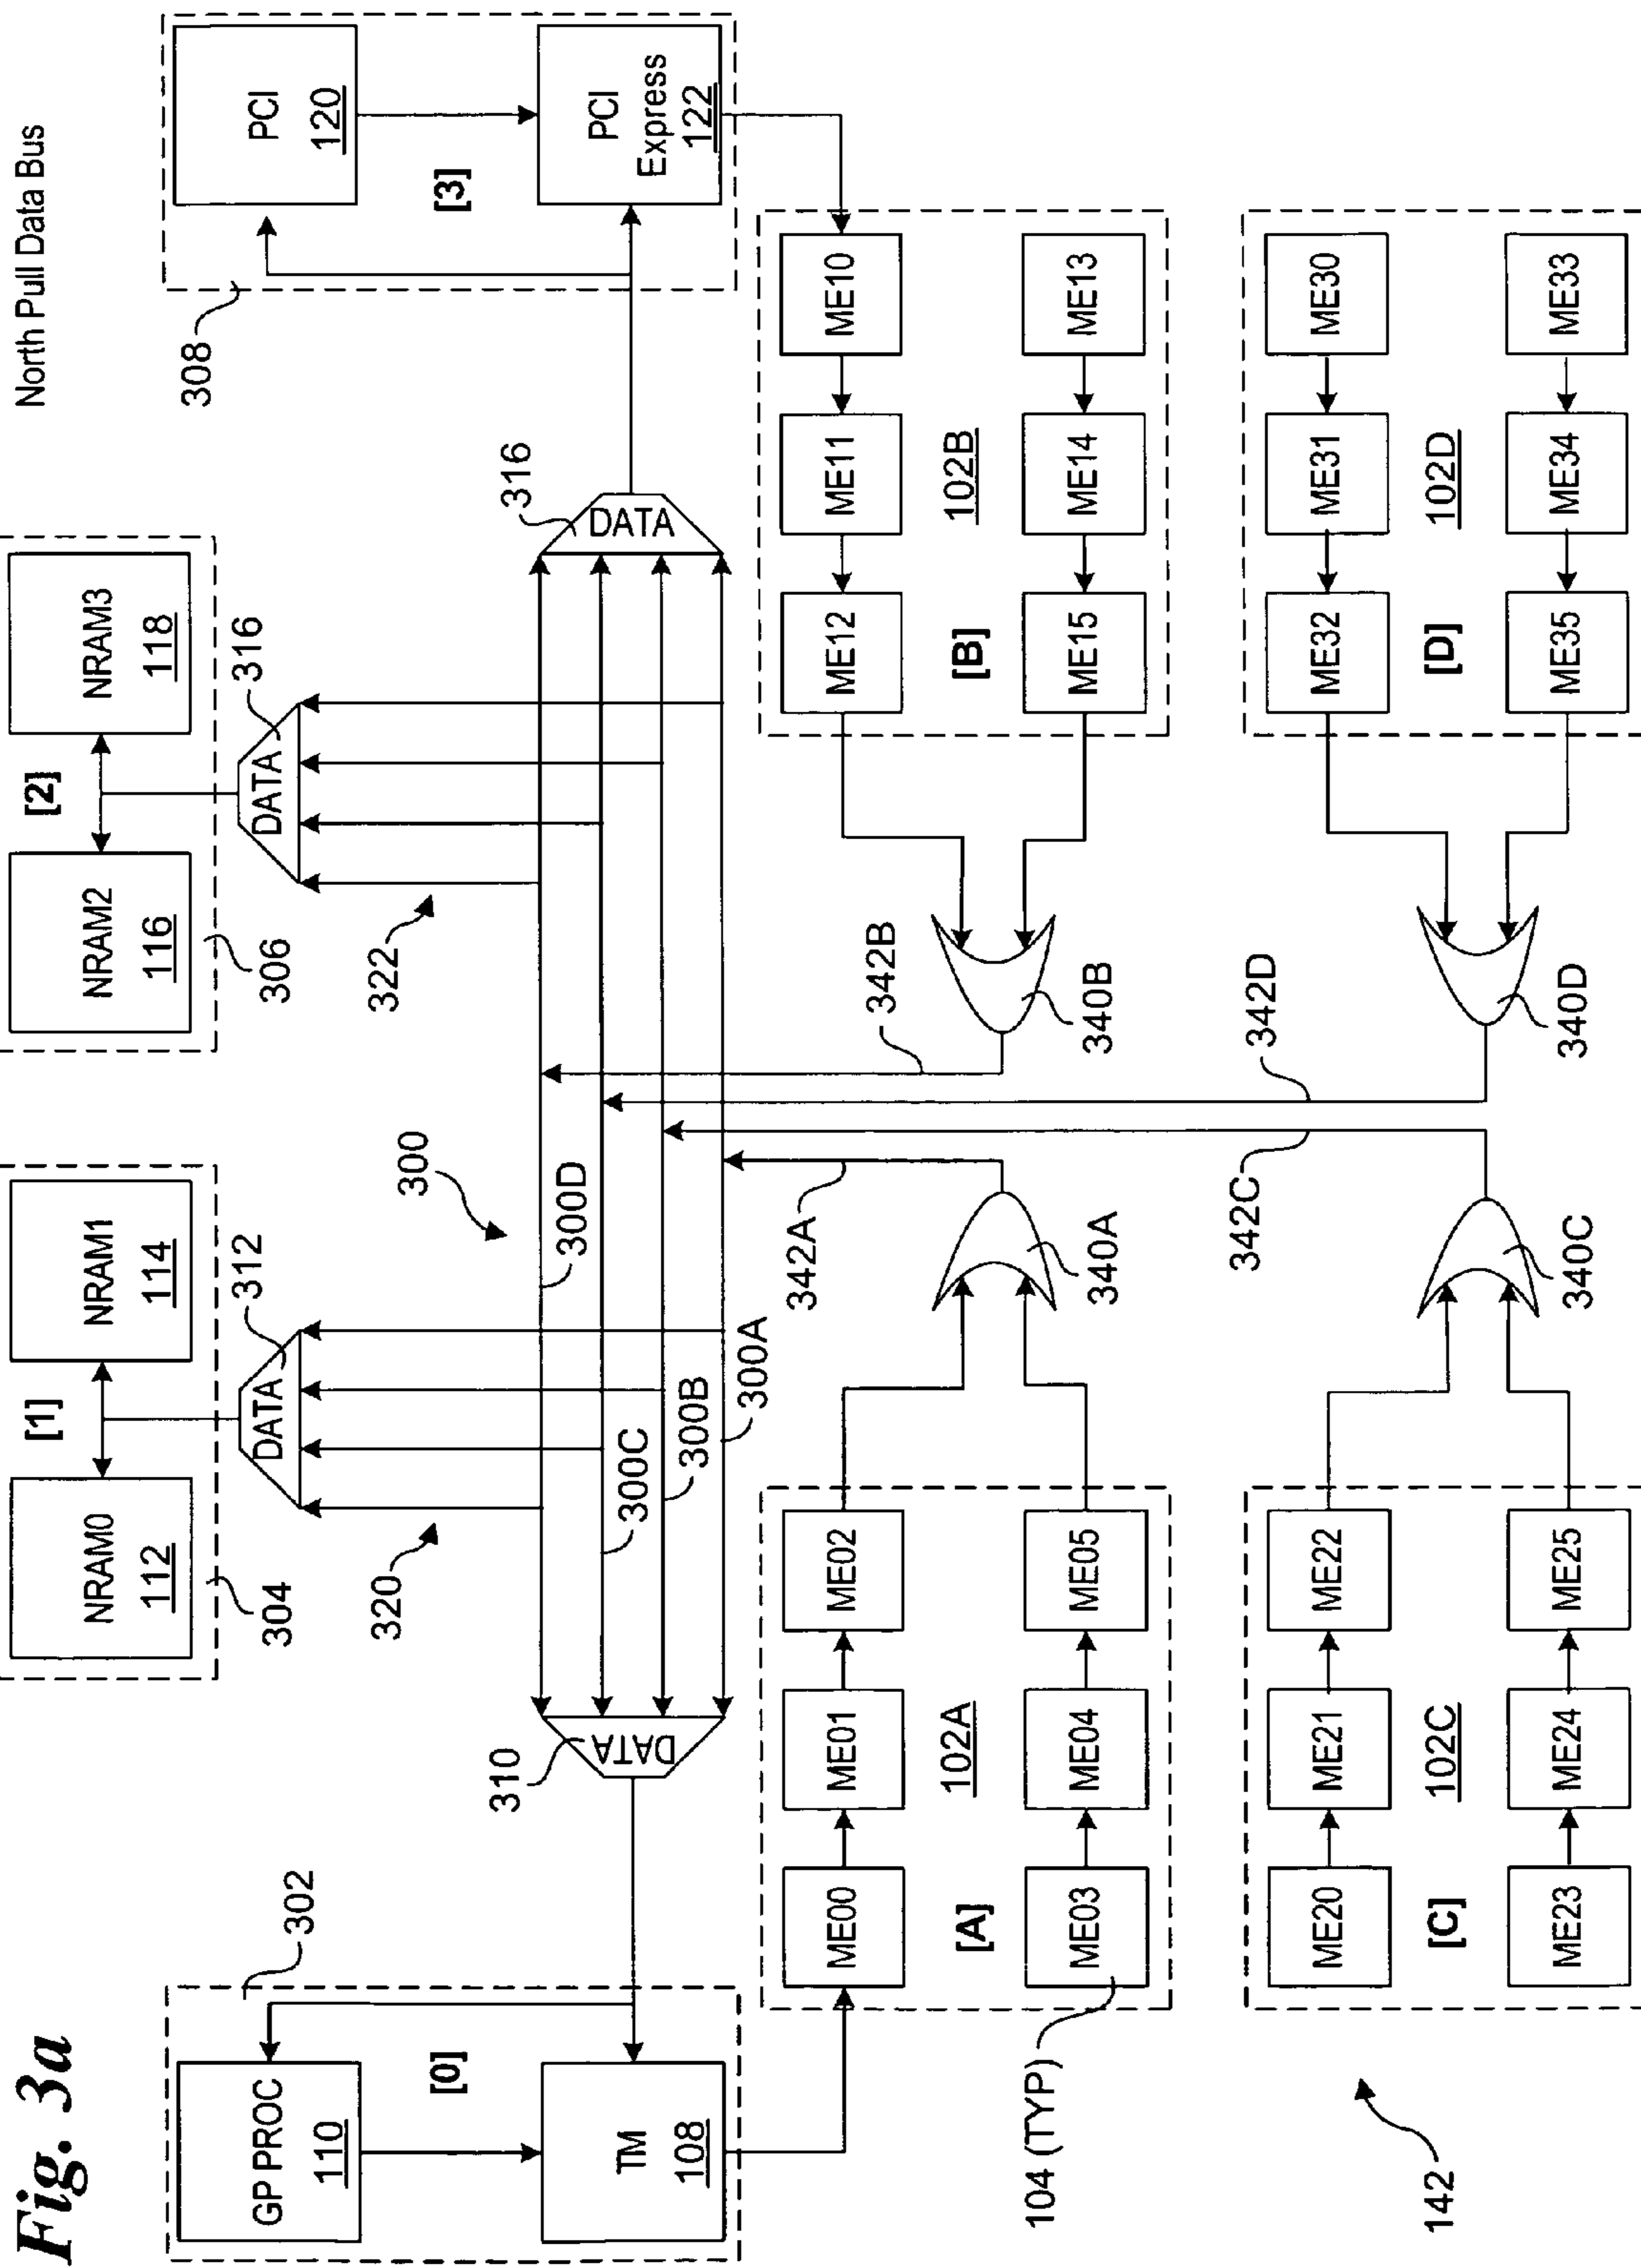 Fig. 3a
North Pull Data Bus
NRAM0
112
[1]
NRAM1
114
304
312
DATA
NRAM2
116
[2]
NRAM3
118
306
316
DATA
302
GP PROC
110
[0]
TM
108
308
PCI
120
[3]
PCI
Express
122
320
300
322
310
DATA
316
DATA
300D
300C
300B
300A
342A
342B
ME00
ME01
ME02
[A]
102A
ME03
ME04
ME05
340A
340B
ME12
ME11
ME10
[B]
102B
ME15
ME14
ME13
104 (TYP)
342C
342D
ME20
ME21
ME22
[C]
102C
ME23
ME24
ME25
340C
340D
ME32
ME31
ME30
[D]
102D
ME35
ME34
ME33
142